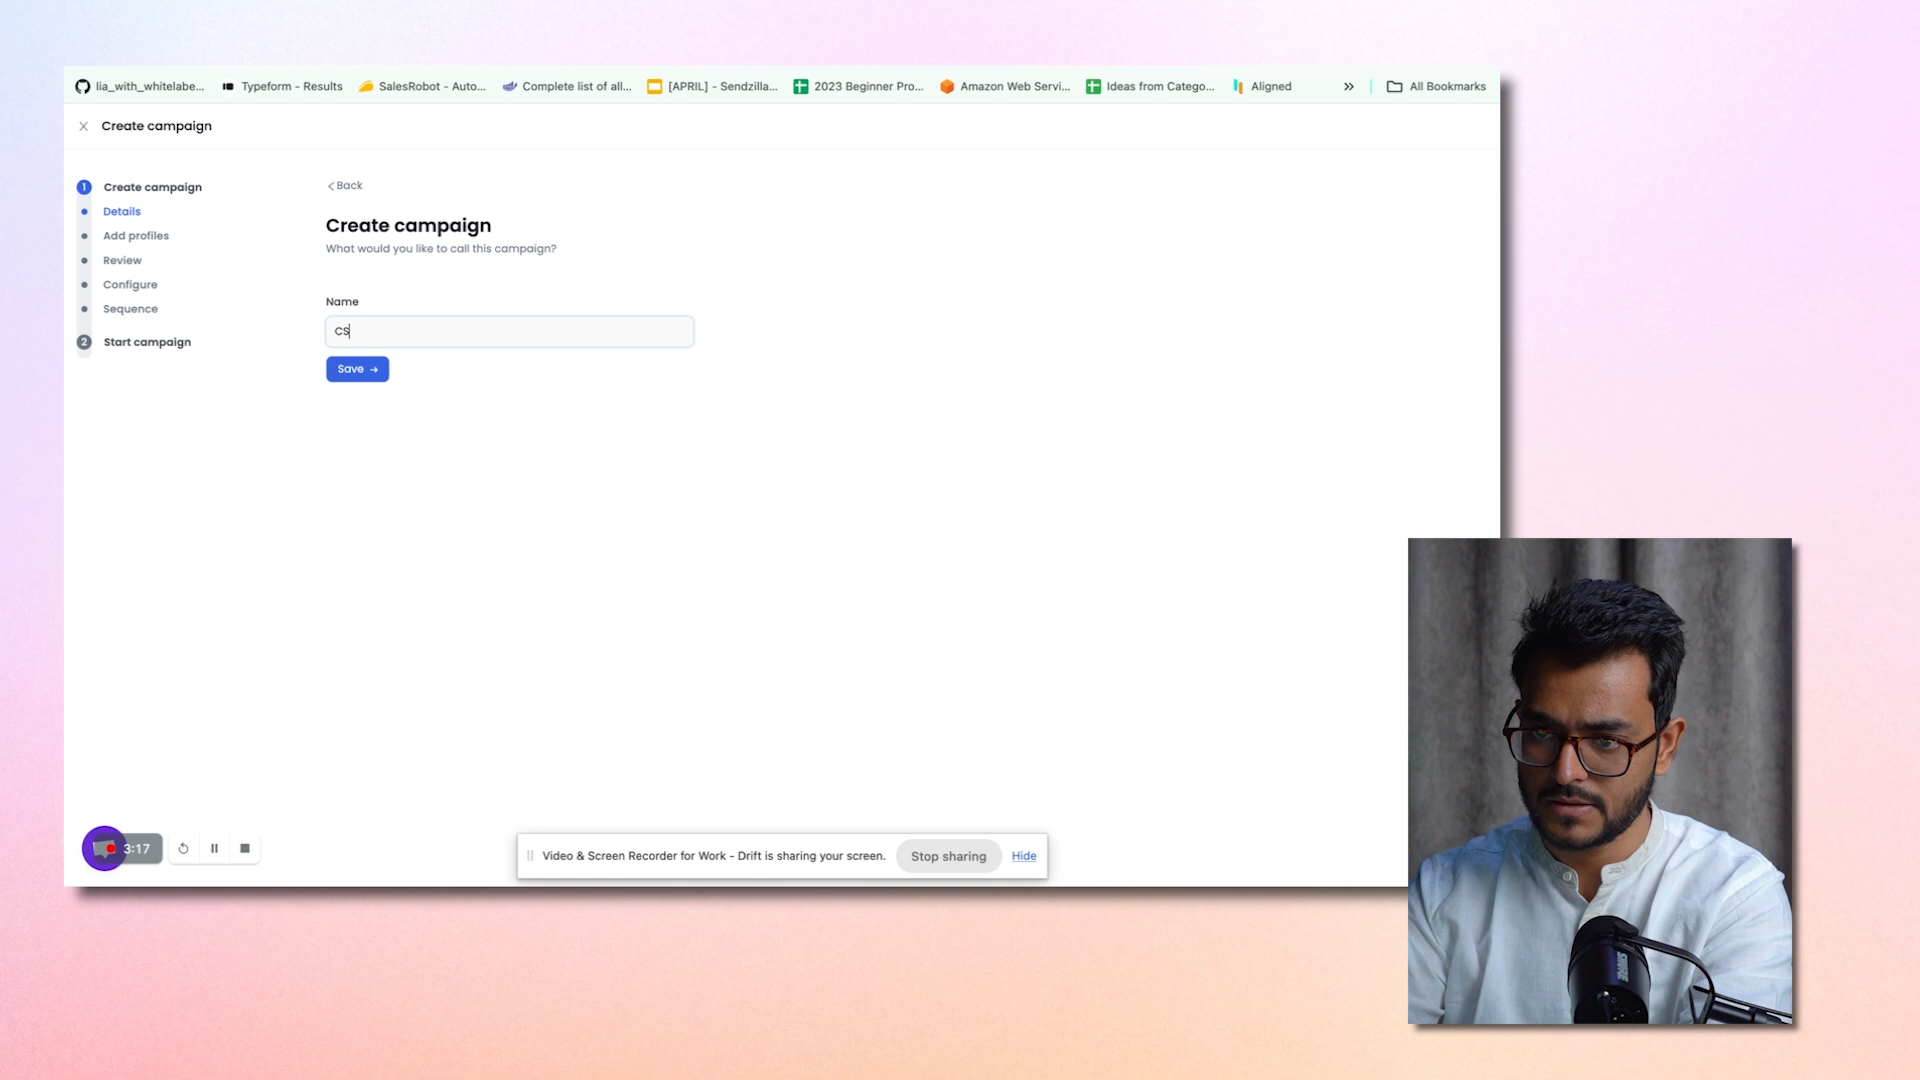 lia_with_whitelabe... Typeform - Results SalesRobot - Auto... Complete list of all... [APRIL] - Sendzilla... 2023 Beginner Pro... Amazon Web Servi... Ideas from Catego... Aligned » All Bookmarks
Create campaign
1 Create campaign
Details
Add profiles
Review
Configure
Sequence
2 Start campaign
Back
Create campaign
What would you like to call this campaign?
Name
CS
Save →
3:17
Video & Screen Recorder for Work - Drift is sharing your screen. Stop sharing Hide
SHURE